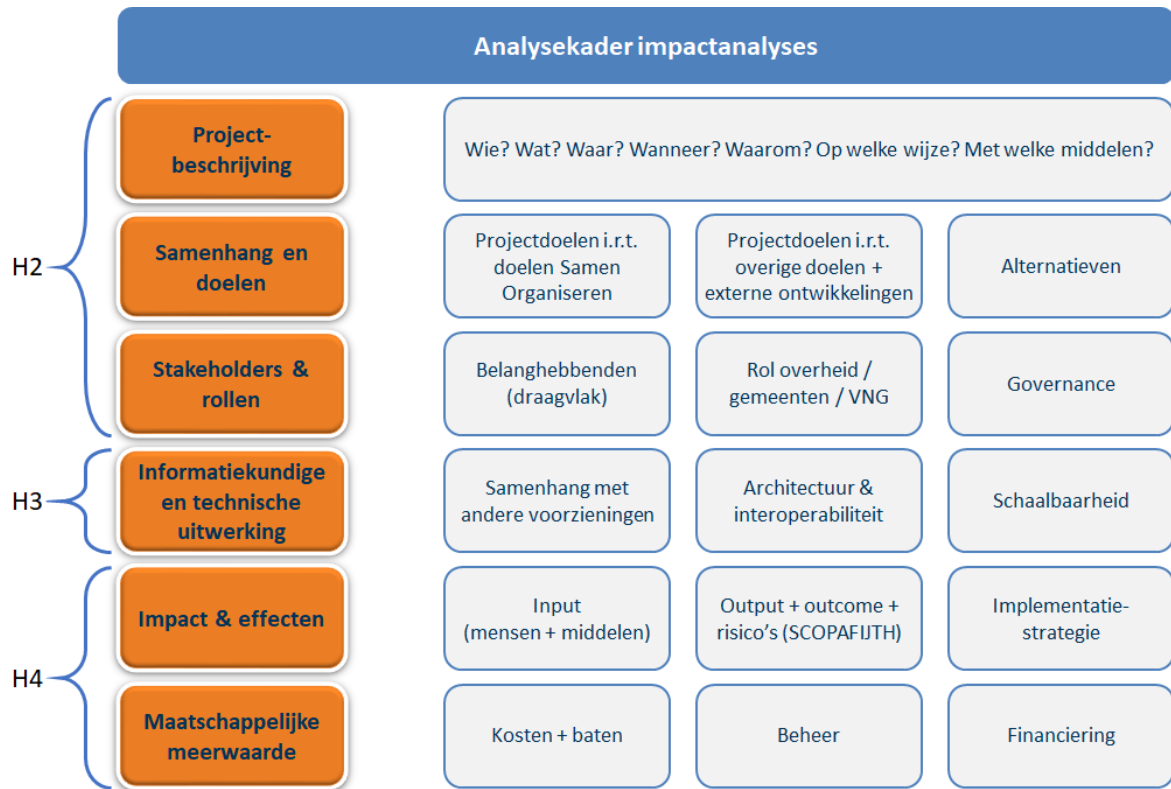 Analysekader impactanalyses
H2
Project-
beschrijving
Wie? Wat? Waar? Wanneer? Waarom? Op welke wijze? Met welke middelen?
Samenhang en
doelen
Projectdoelen i.r.t.
doelen Samen
Organiseren
Projectdoelen i.r.t.
overige doelen +
externe ontwikkelingen
Alternatieven
Stakeholders &
rollen
Belanghebbenden
(draagvlak)
Rol overheid /
gemeenten / VNG
Governance
H3
Informatiekundige
en technische
uitwerking
Samenhang met
andere voorzieningen
Architectuur &
interoperabiliteit
Schaalbaarheid
H4
Impact & effecten
Input
(mensen + middelen)
Output + outcome +
risico's (SCOPAFIJTH)
Implementatie-
strategie
Maatschappelijke
meerwaarde
Kosten + baten
Beheer
Financiering